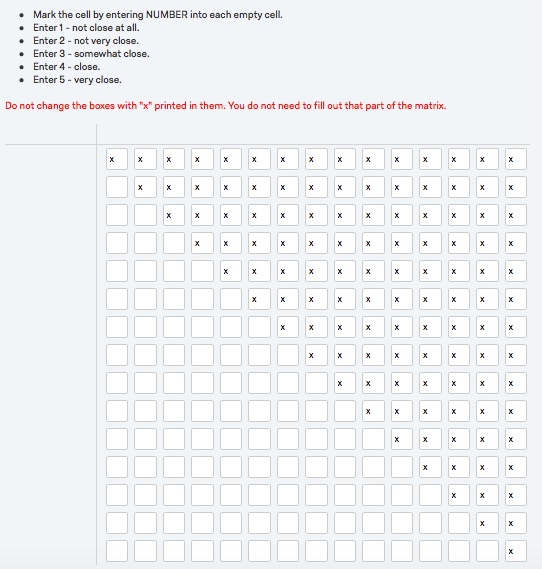 • Mark the cell by entering NUMBER into each empty cell.
• Enter 1 - not close at all.
• Enter 2 - not very close.
• Enter 3 - somewhat close.
• Enter 4 - close.
• Enter 5 - very close.
Do not change the boxes with "x" printed in them. You do not need to fill out that part of the matrix.
x x x x x x x x x x x x x x x
x x x x x x x x x x x x x x
x x x x x x x x x x x x x
x x x x x x x x x x x x
x x x x x x x x x x x
x x x x x x x x x x
x x x x x x x x x
x x x x x x x x
x x x x x x x
x x x x x x
x x x x x
x x x x
x x x
x x
x